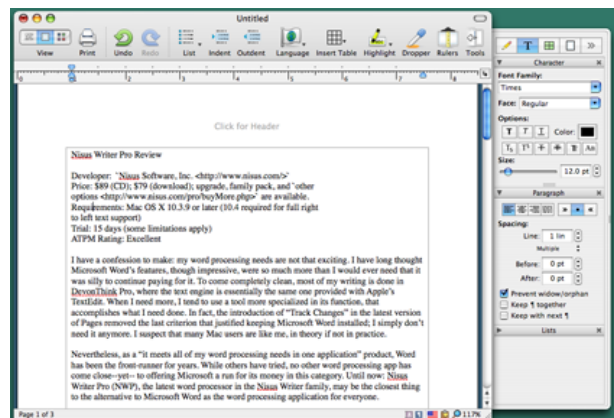 Untitled
View Print Undo Redo List Indent Outdent Language Insert Table Highlight Dropper Rulers Tools
Click for Header
Nisus Writer Pro Review
Developer: `Nisus Software, Inc. <http://www.nisus.com/>`
Price: $89 (CD); $79 (download); upgrade, family pack, and `other
options <http://www.nisus.com/pro/buyMore.php>` are available.
Requirements: Mac OS X 10.3.9 or later (10.4 required for full right
to left text support)
Trial: 15 days (some limitations apply)
ATPM Rating: Excellent
I have a confession to make: my word processing needs are not that exciting. I have long thought
Microsoft Word's features, though impressive, were so much more than I would ever need that it
was silly to continue paying for it. To come completely clean, most of my writing is done in
DevonThink Pro, where the text engine is essentially the same one provided with Apple's
TextEdit. When I need more, I tend to use a tool more specialized in its function, that
accomplishes what I need done. In fact, the introduction of "Track Changes" in the latest version
of Pages removed the last criterion that justified keeping Microsoft Word installed; I simply don't
need it anymore. I suspect that many Mac users are like me, in theory if not in practice.
Nevertheless, as a "it meets all of my word processing needs in one application" product, Word
has been the front-runner for years. While others have tried, no other word processing app has
come close--yet-- to offering Microsoft a run for its money in this category. Until now: Nisus
Writer Pro (NWP), the latest word processor in the Nisus Writer family, may be the closest thing
to the alternative to Microsoft Word as the word processing application for everyone.
Page 1 of 3
117%
Character
Font Family:
Times
Face: Regular
Options:
Color:
Size:
12.0 pt
Paragraph
Spacing:
Line: 1 lin
Multiple
Before: 0 pt
After: 0 pt
Prevent widow/orphan
Keep ¶ together
Keep with next ¶
Lists